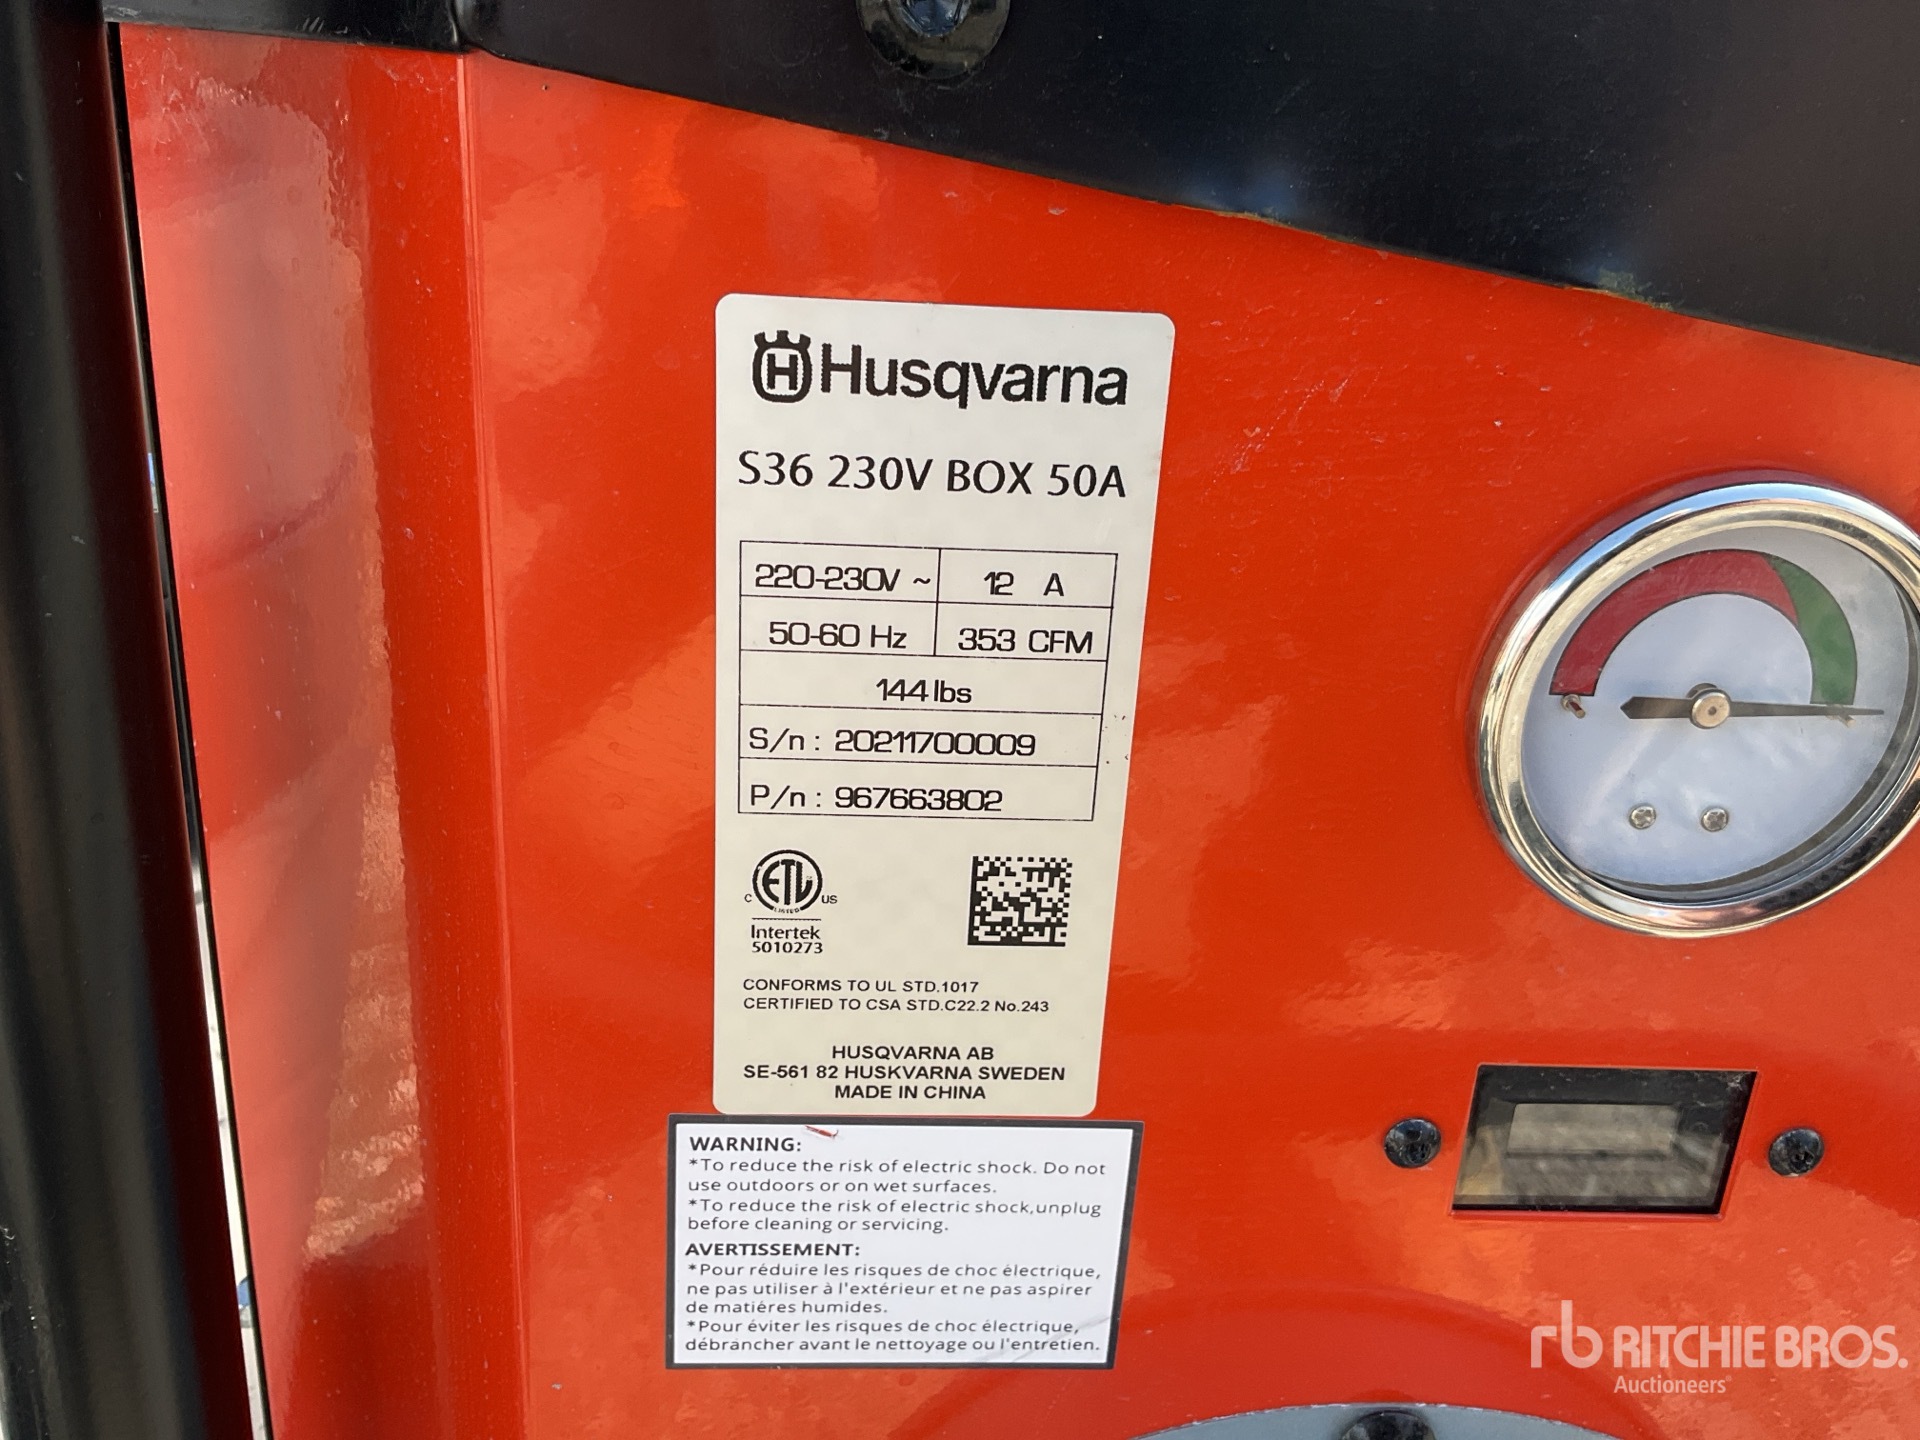 Husqvarna
S36 230V BOX 50A
220-230V ~ 12 A
50-60 Hz 353 CFM
144 lbs
S/n : 20211700009
P/n : 967663802
ETL
LISTED
C US
Intertek
5010273
CONFORMS TO UL STD.1017
CERTIFIED TO CSA STD.C22.2 No.243
HUSQVARNA AB
SE-561 82 HUSKVARNA SWEDEN
MADE IN CHINA
WARNING:
*To reduce the risk of electric shock. Do not
use outdoors or on wet surfaces.
*To reduce the risk of electric shock,unplug
before cleaning or servicing.
AVERTISSEMENT:
*Pour réduire les risques de choc électrique,
ne pas utiliser à l'extérieur et ne pas aspirer
de matiéres humides.
*Pour éviter les risques de choc électrique,
débrancher avant le nettoyage ou l'entretien.
rb RITCHIE BROS.
Auctioneers